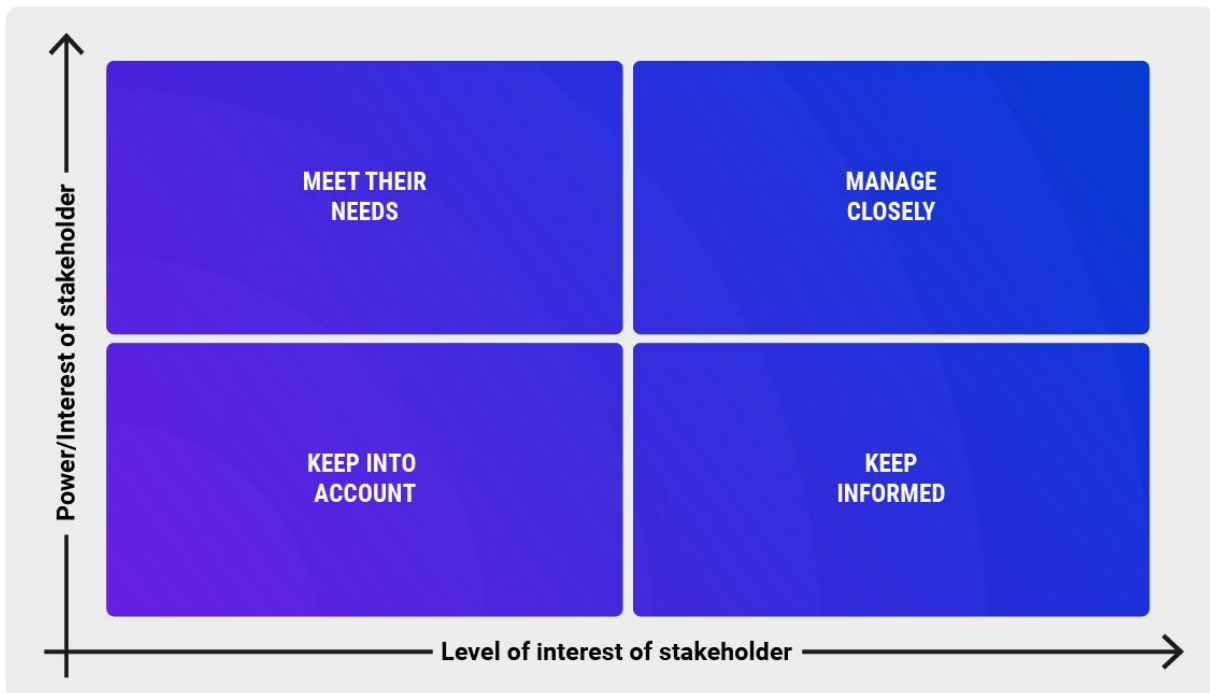 MEET THEIR
NEEDS
MANAGE
CLOSELY
Power/Interest of stakeholder
KEEP INTO
ACCOUNT
KEEP
INFORMED
Level of interest of stakeholder